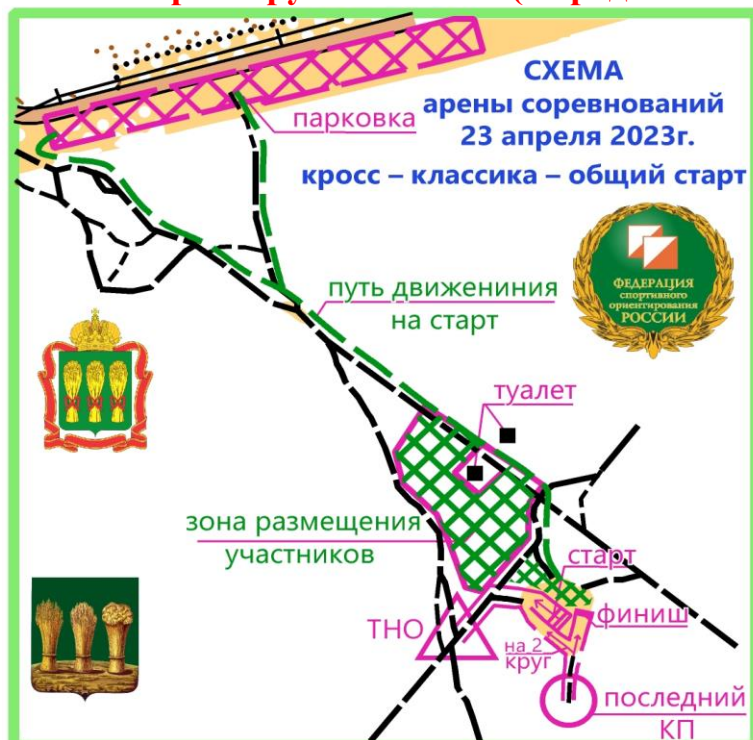 СХЕМА
арены соревнований
23 апреля 2023г.
кросс – классика – общий старт
парковка
ФЕДЕРАЦИЯ
спортивного
ориентирования
РОССИИ
путь движениния
на старт
туалет
зона размещения
участников
старт
финиш
ТНО
на 2
круг
последний
КП